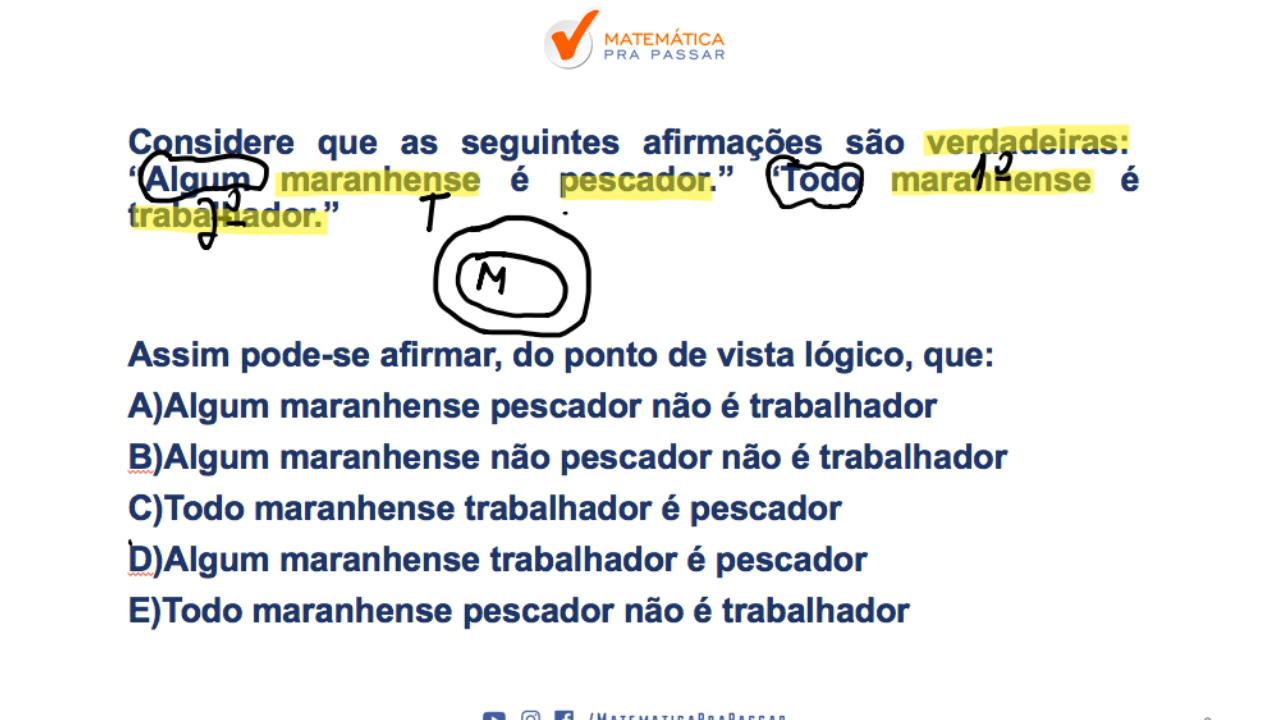 MATEMÁTICA
PRA PASSAR
Considere que as seguintes afirmações são verdadeiras:
“Algum maranhense é pescador.” “Todo maranhense é
trabalhador.”
1º
2º
T
M
Assim pode-se afirmar, do ponto de vista lógico, que:
A)Algum maranhense pescador não é trabalhador
B)Algum maranhense não pescador não é trabalhador
C)Todo maranhense trabalhador é pescador
D)Algum maranhense trabalhador é pescador
E)Todo maranhense pescador não é trabalhador
/MATEMATICAPRAPASSAR